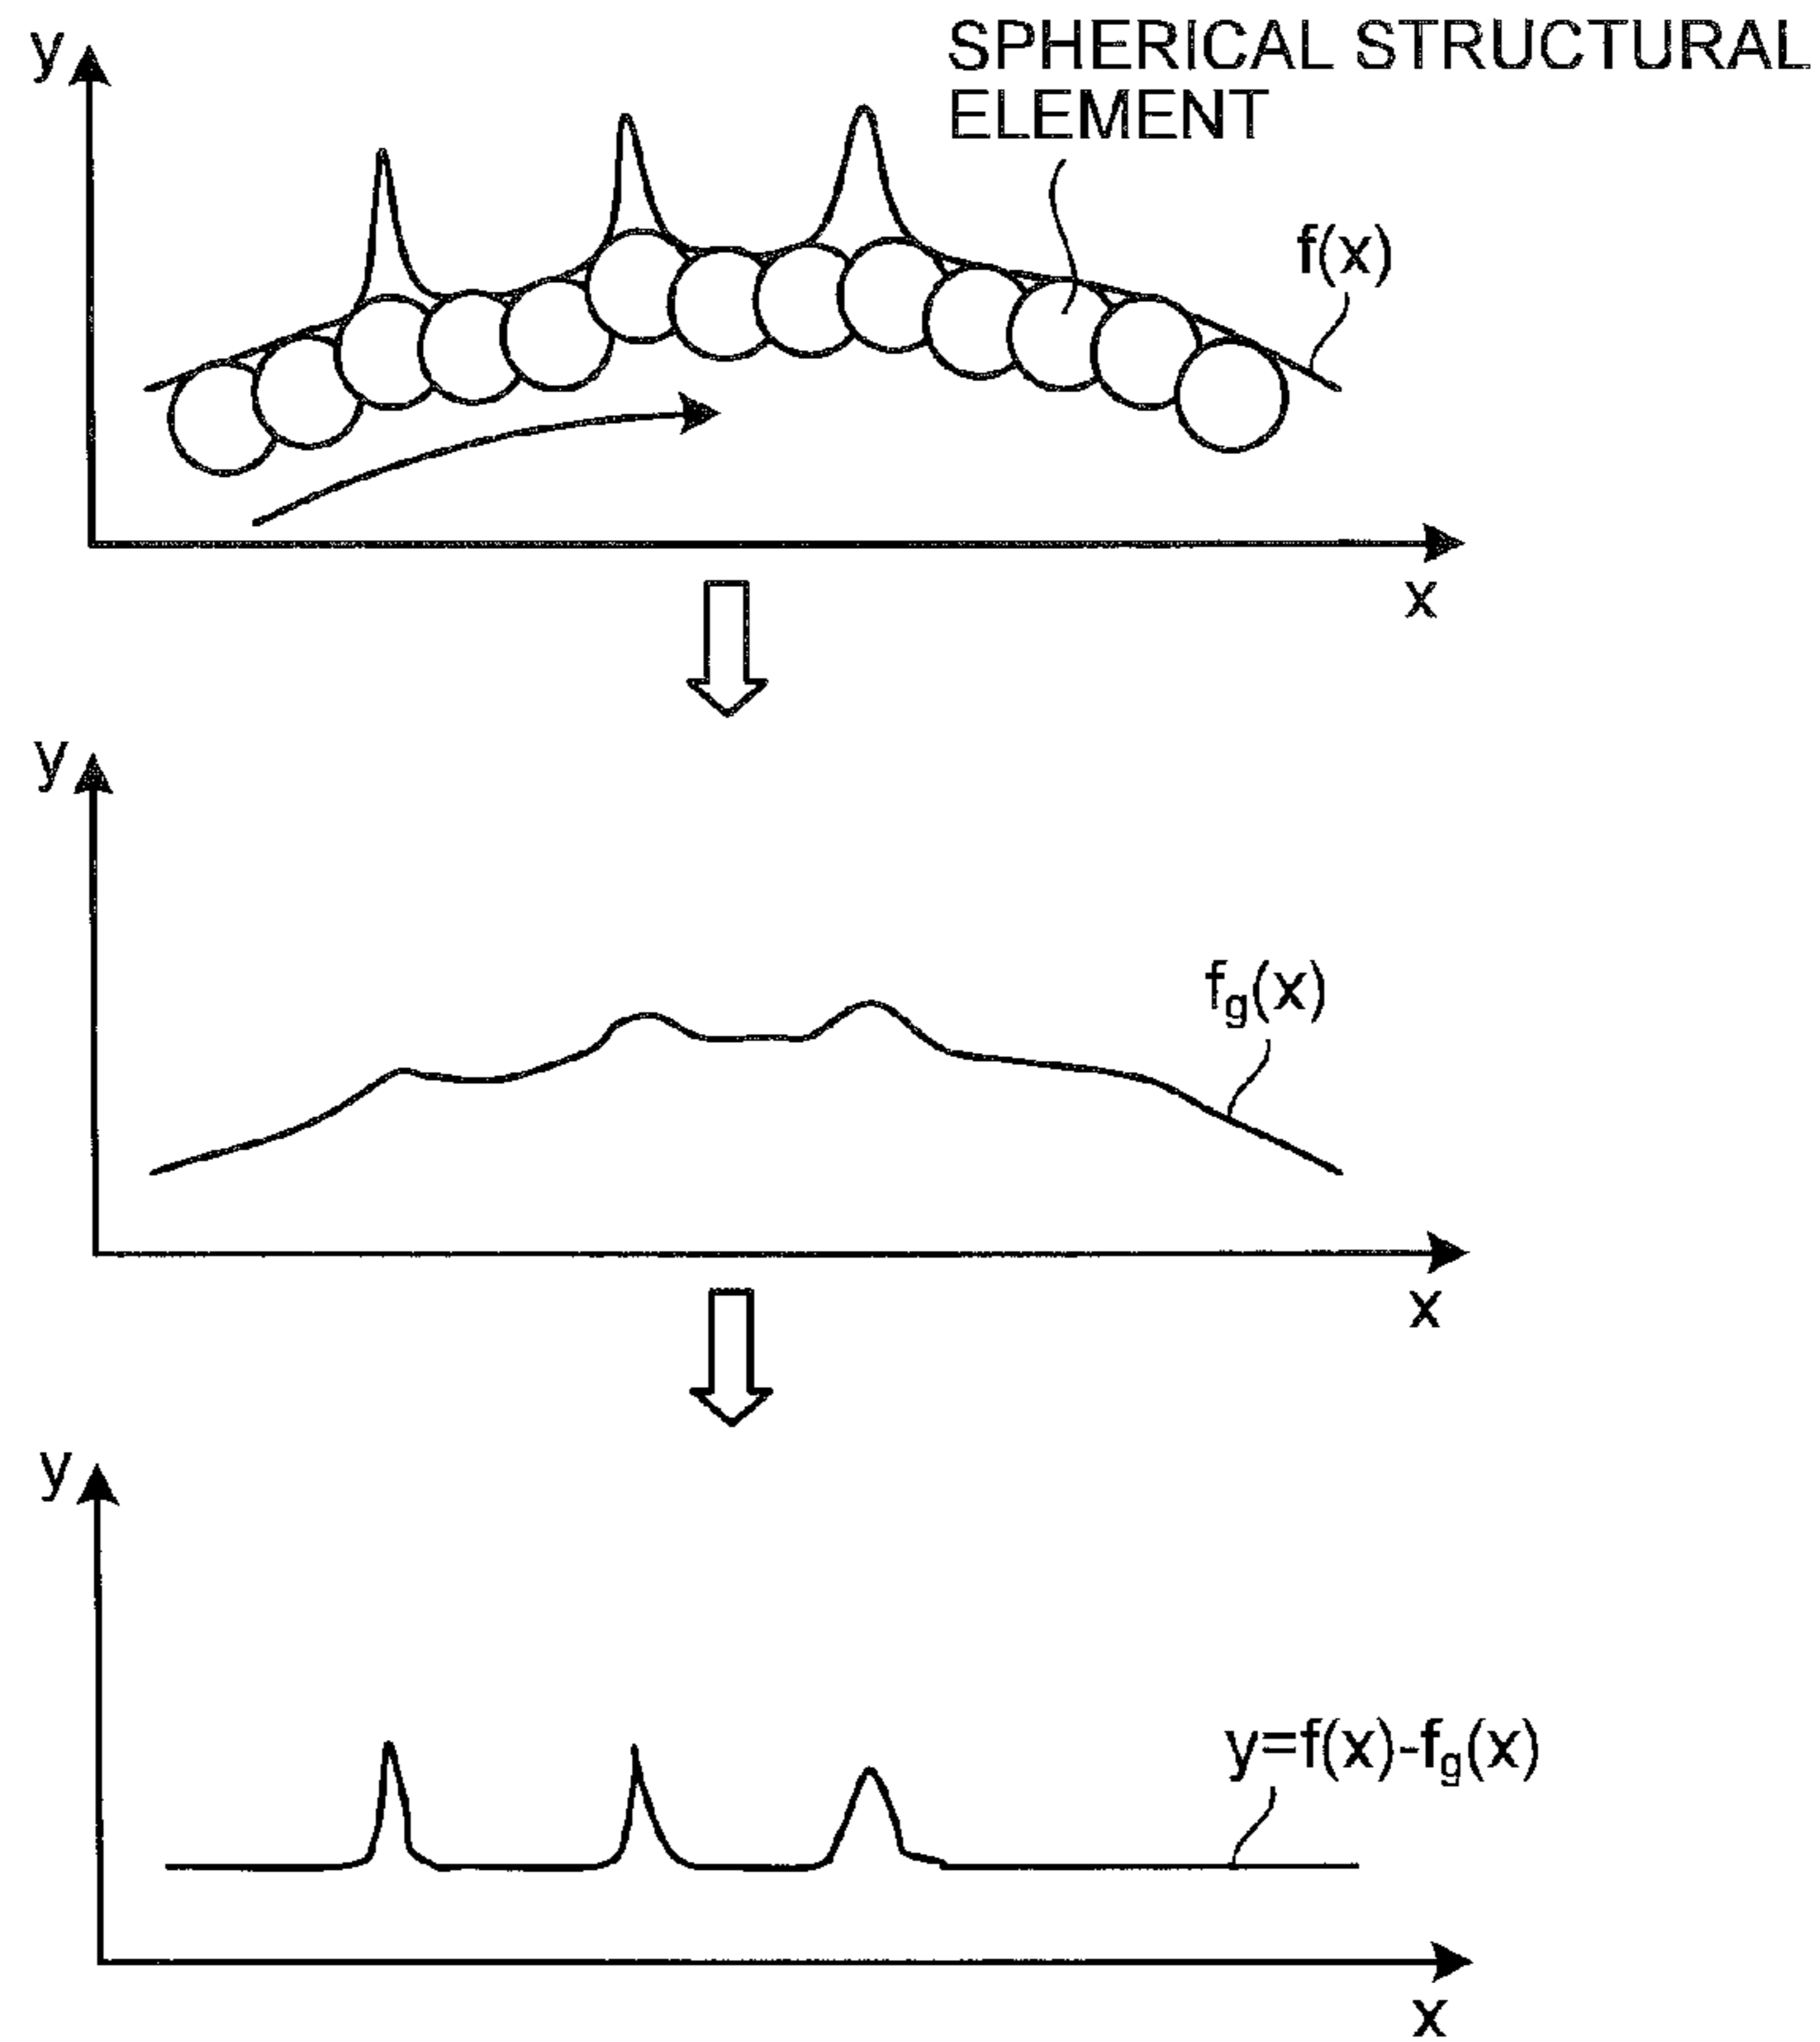 y
SPHERICAL STRUCTURAL
ELEMENT
f(x)
x
y
fg(x)
x
y
y=f(x)-fg(x)
x